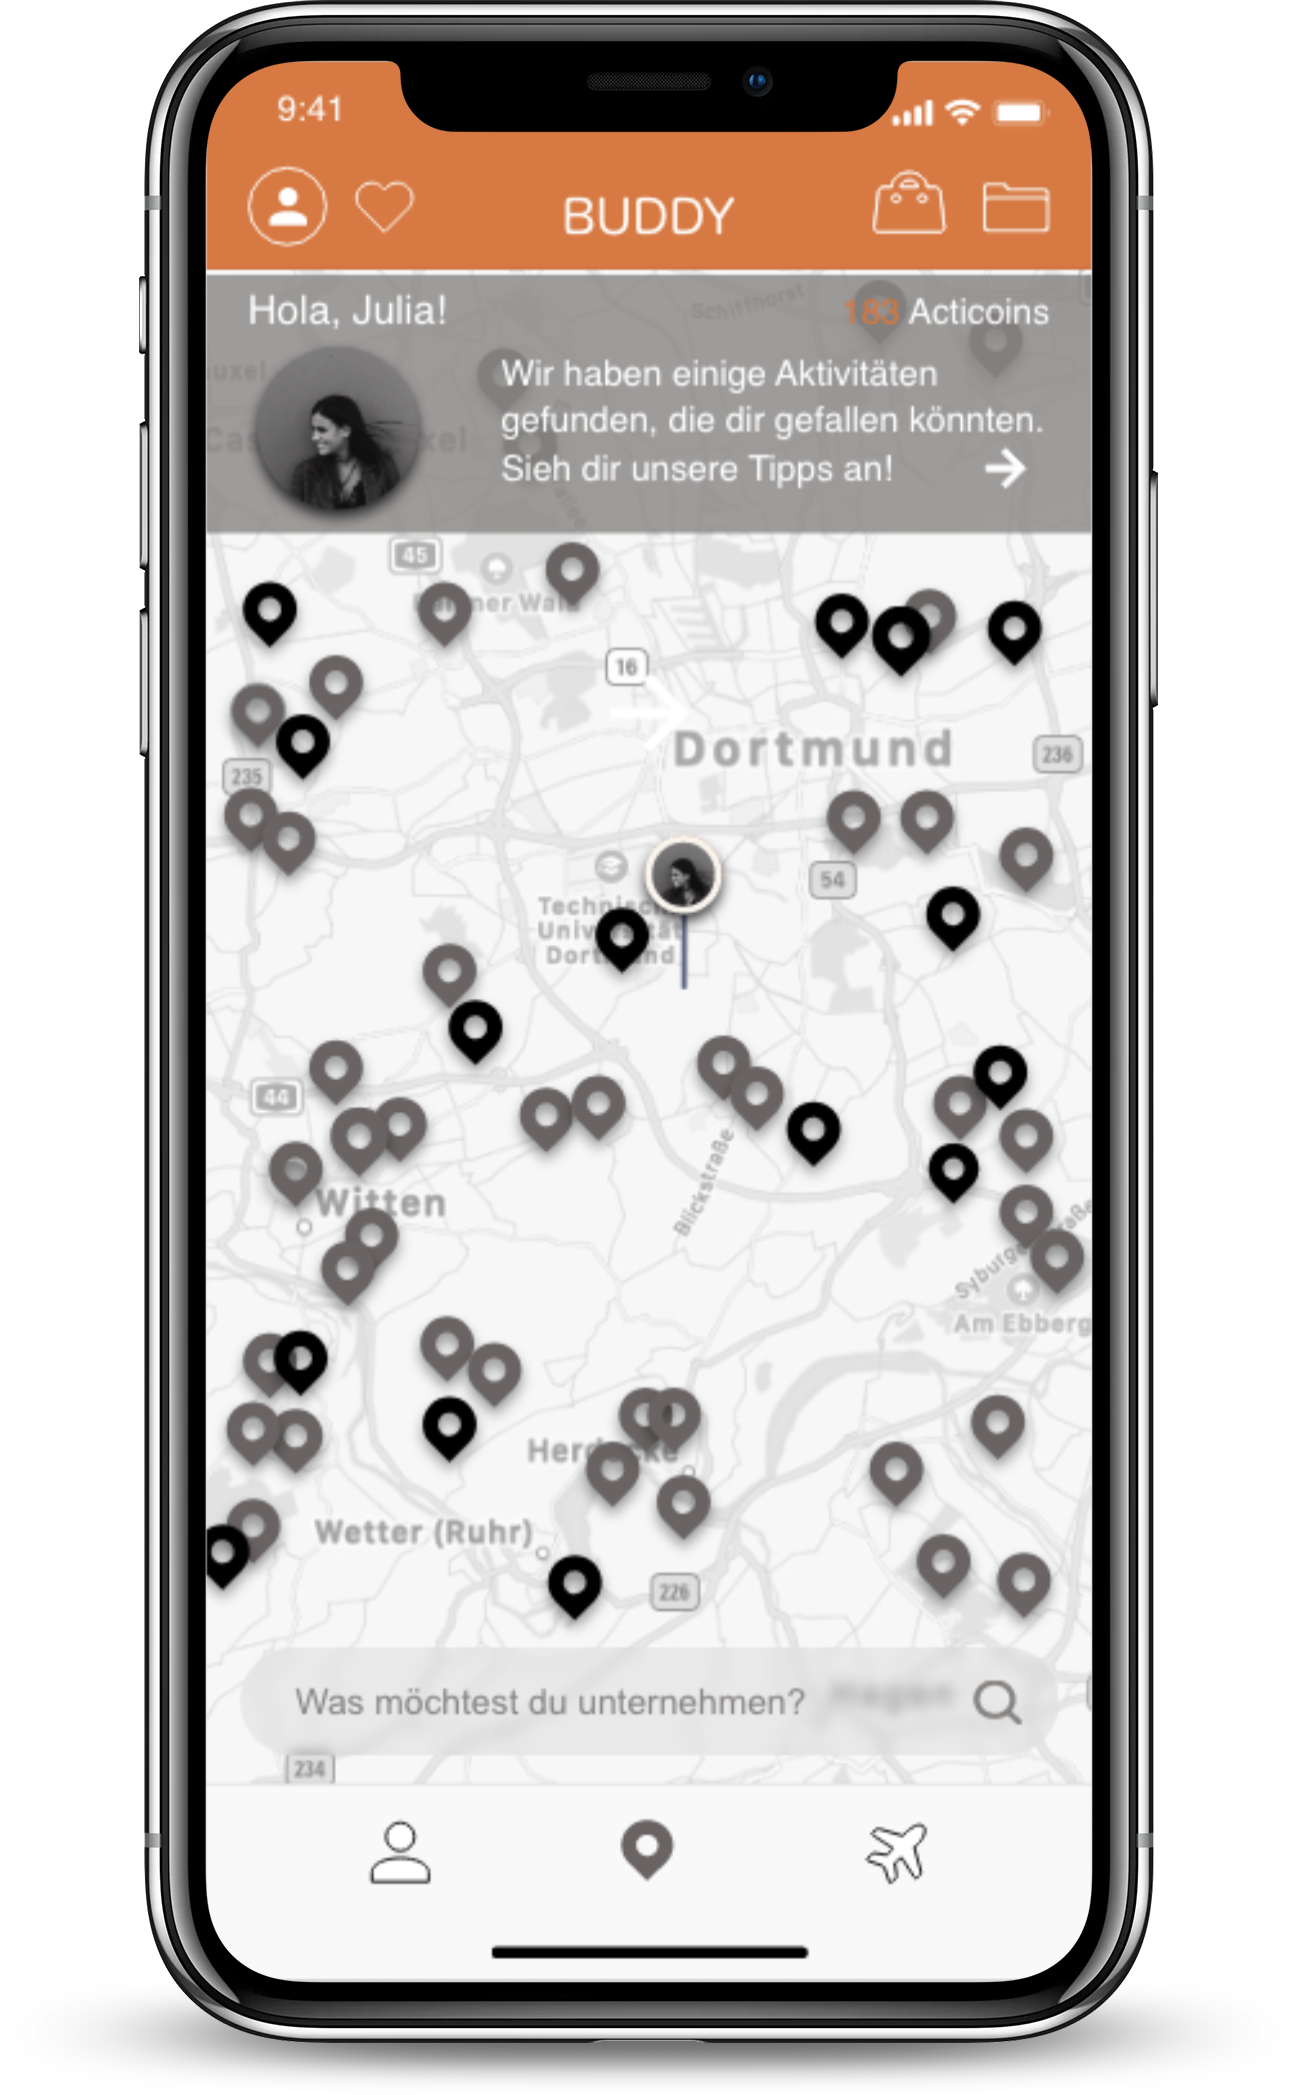 9:41
BUDDY
Hola, Julia!
183 Acticoins
Schiffhorst
Wir haben einige Aktivitäten
gefunden, die dir gefallen könnten.
Sieh dir unsere Tipps an!
45
16
Dortmund
236
235
54
Technische
Universität
Dortmund
44
Blickstraße
Witten
Am Ebberg
Herdecke
Wetter (Ruhr)
226
Was möchtest du unternehmen?
Hagen
234